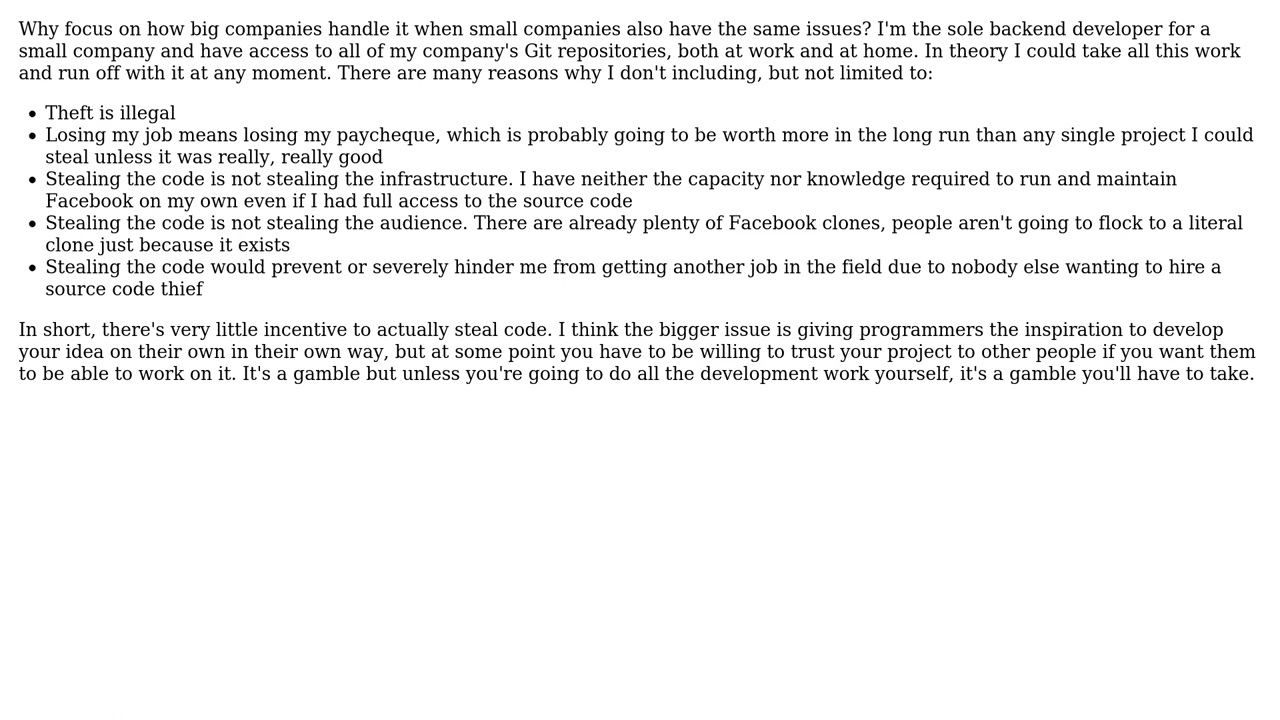 Why focus on how big companies handle it when small companies also have the same issues? I'm the sole backend developer for a
small company and have access to all of my company's Git repositories, both at work and at home. In theory I could take all this work
and run off with it at any moment. There are many reasons why I don't including, but not limited to:
• Theft is illegal
• Losing my job means losing my paycheque, which is probably going to be worth more in the long run than any single project I could
steal unless it was really, really good
• Stealing the code is not stealing the infrastructure. I have neither the capacity nor knowledge required to run and maintain
Facebook on my own even if I had full access to the source code
• Stealing the code is not stealing the audience. There are already plenty of Facebook clones, people aren't going to flock to a literal
clone just because it exists
• Stealing the code would prevent or severely hinder me from getting another job in the field due to nobody else wanting to hire a
source code thief
In short, there's very little incentive to actually steal code. I think the bigger issue is giving programmers the inspiration to develop
your idea on their own in their own way, but at some point you have to be willing to trust your project to other people if you want them
to be able to work on it. It's a gamble but unless you're going to do all the development work yourself, it's a gamble you'll have to take.